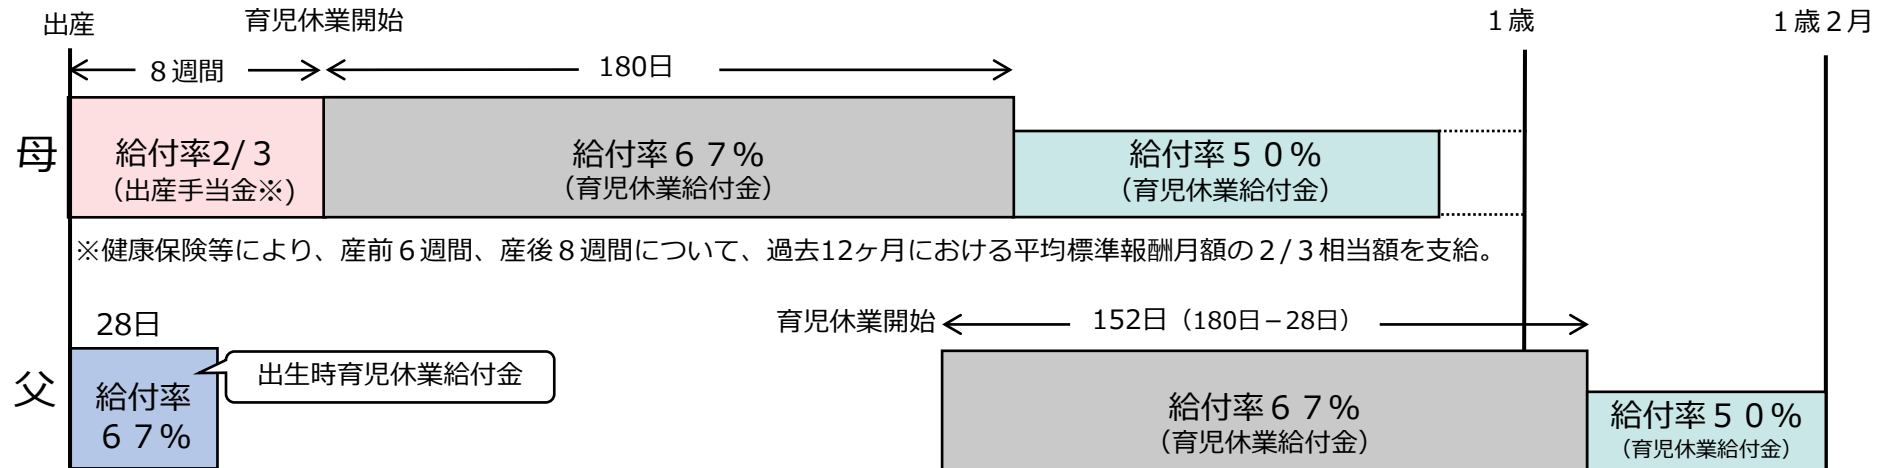 出産
育児休業開始
１歳
１歳２月
８週間
180日
母
給付率2/３
（出産手当金※)
給付率６７%
（育児休業給付金）
給付率５０%
（育児休業給付金）
※健康保険等により、産前６週間、産後８週間について、過去12ヶ月における平均標準報酬月額の２/３相当額を支給。
28日
育児休業開始
152日（180日－28日）
父
給付率
６７%
出生時育児休業給付金
給付率６７%
（育児休業給付金）
給付率５０%
（育児休業給付金）